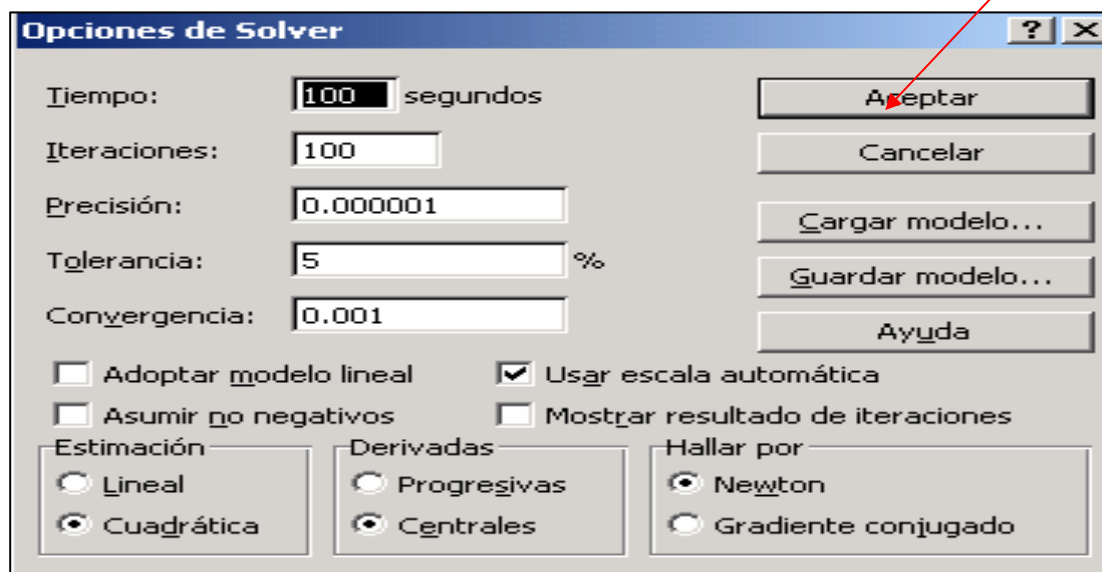 Opciones de Solver
Tiempo: 100 segundos
Aceptar
Iteraciones: 100
Cancelar
Precisión: 0.000001
Cargar modelo...
Tolerancia: 5 %
Guardar modelo...
Convergencia: 0.001
Ayuda
Adoptar modelo lineal
Usar escala automática
Asumir no negativos
Mostrar resultado de iteraciones
Estimación
Lineal
Cuadrática
Derivadas
Progresivas
Centrales
Hallar por
Newton
Gradiente conjugado